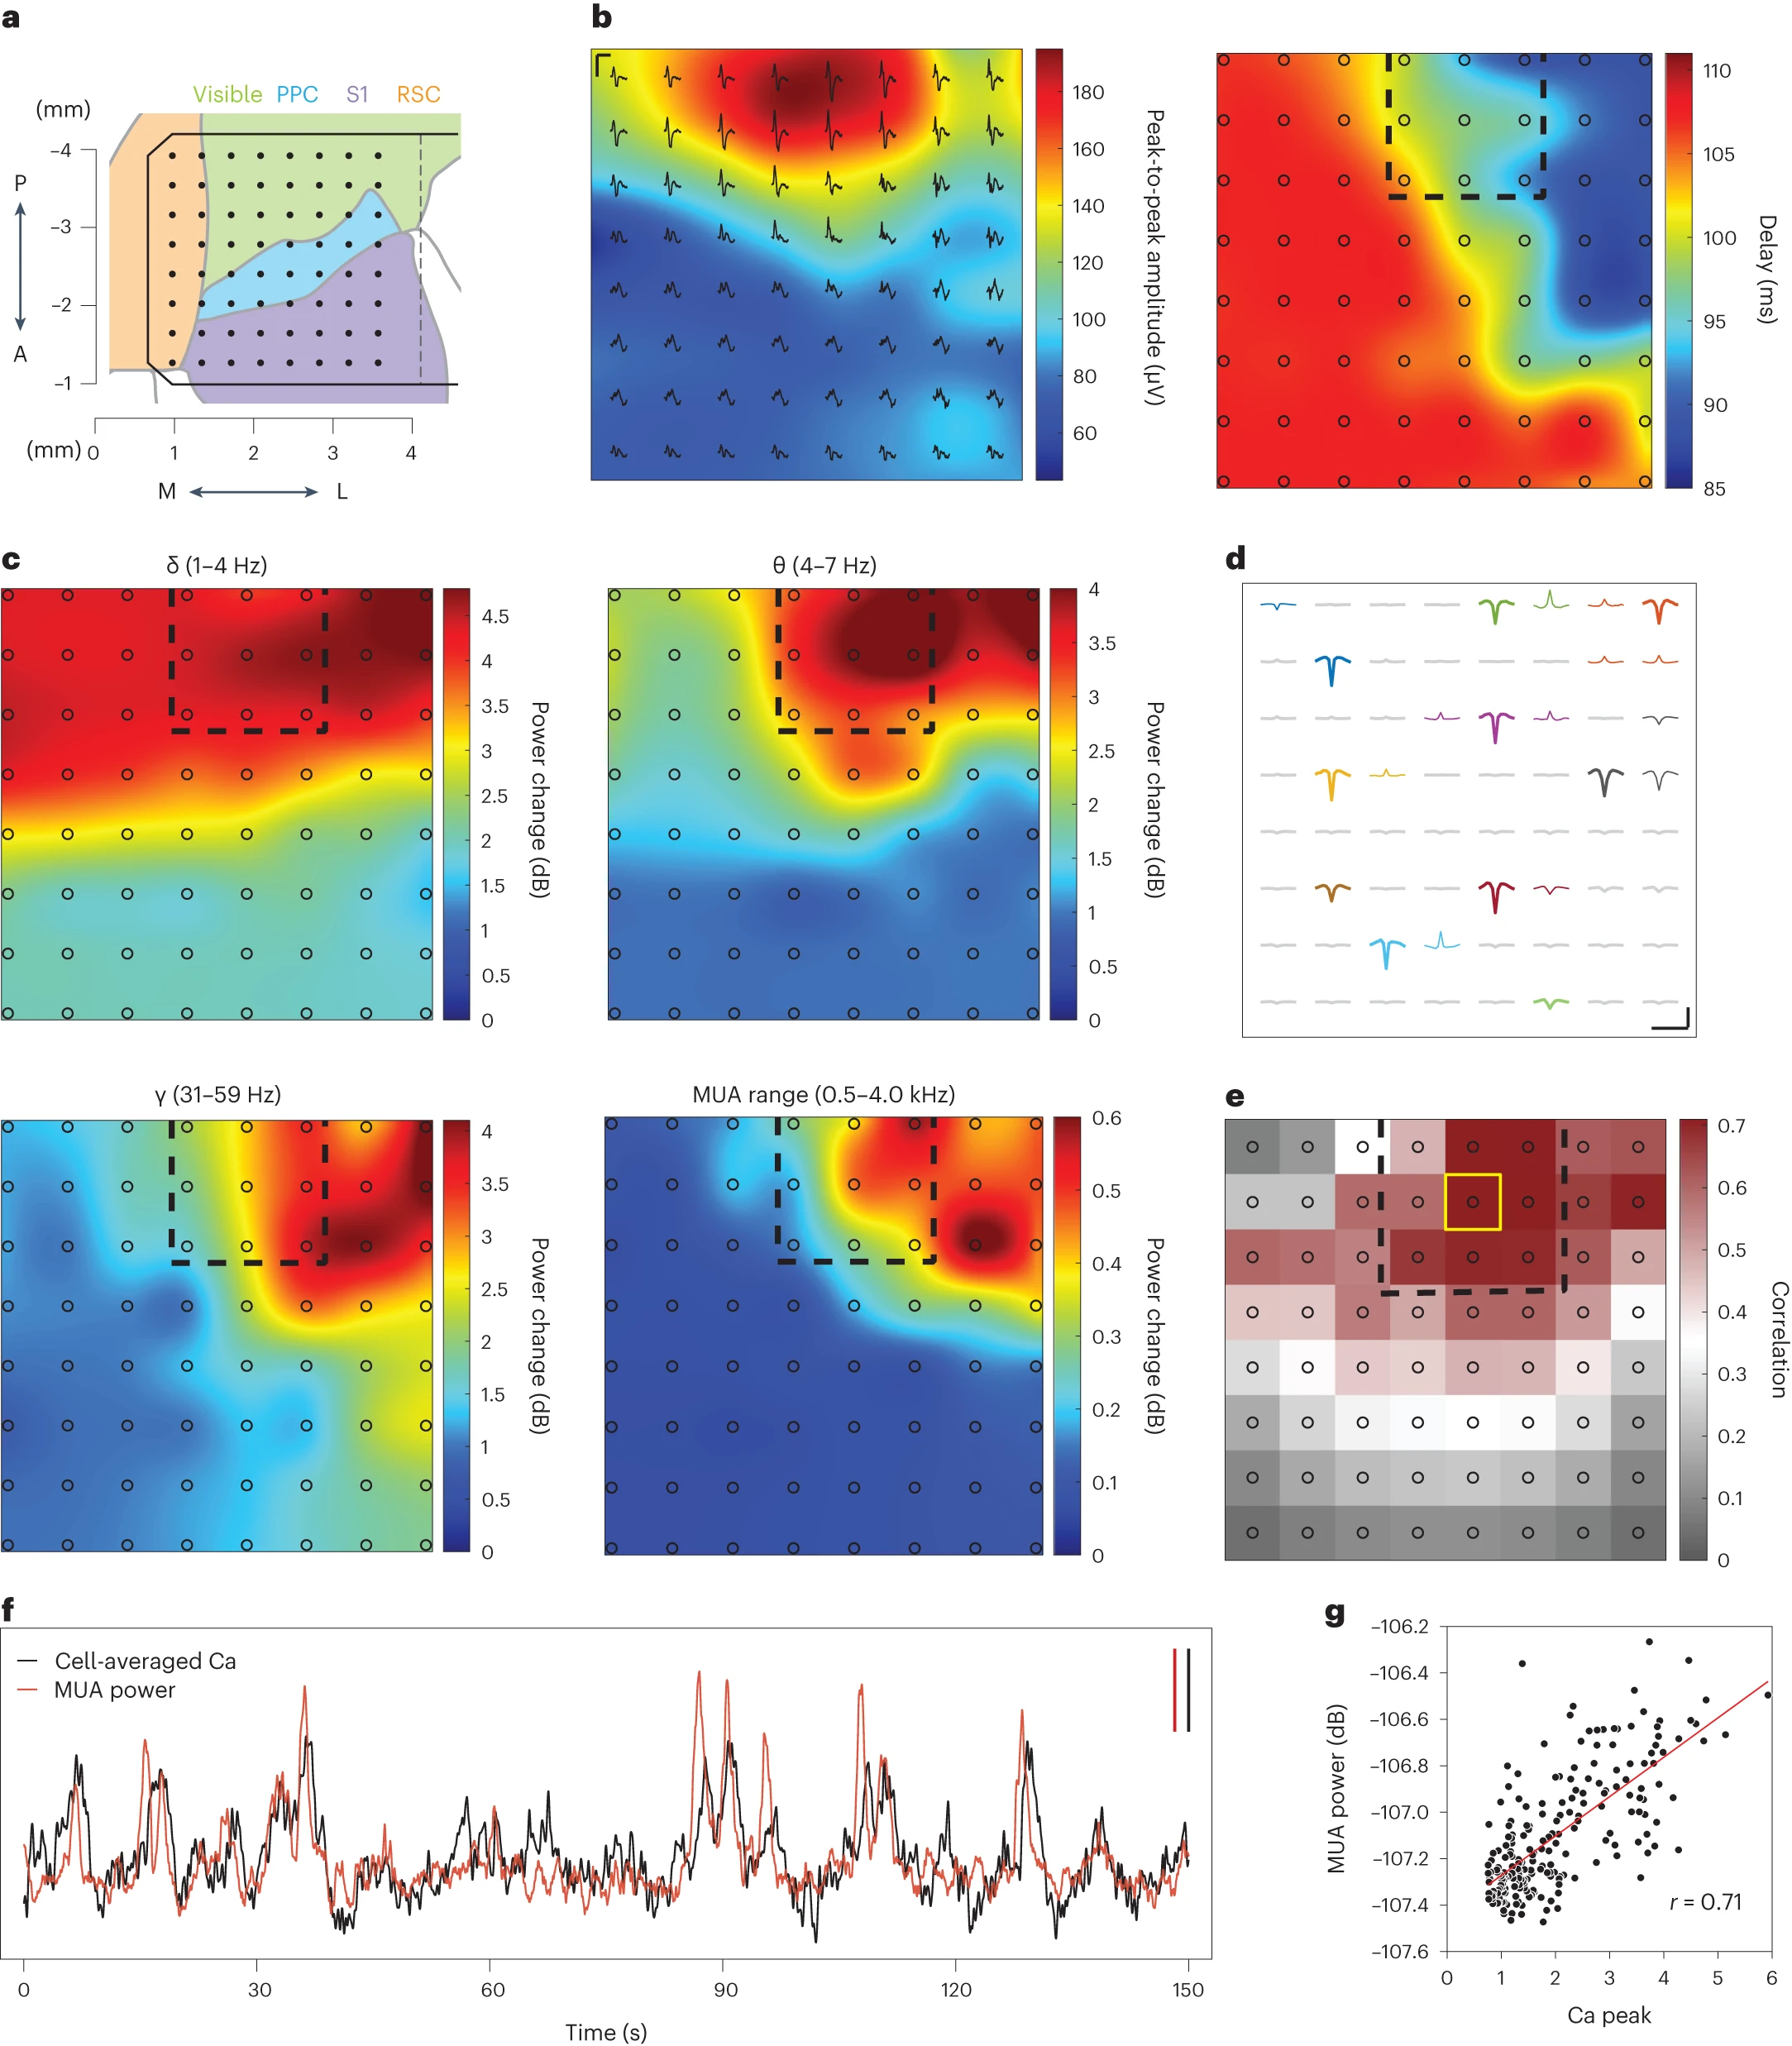 a
Visible PPC S1 RSC
(mm)
–4
–3
–2
–1
P
A
(mm) 0 1 2 3 4
M L
b
180
160
140
120
100
80
60
Peak-to-peak amplitude (µV)
110
105
100
95
90
85
Delay (ms)
c
δ (1–4 Hz)
4.5
4
3.5
3
2.5
2
1.5
1
0.5
0
Power change (dB)
θ (4–7 Hz)
4
3.5
3
2.5
2
1.5
1
0.5
0
Power change (dB)
d
γ (31–59 Hz)
4
3.5
3
2.5
2
1.5
1
0.5
0
Power change (dB)
MUA range (0.5–4.0 kHz)
0.6
0.5
0.4
0.3
0.2
0.1
0
Power change (dB)
e
0.7
0.6
0.5
0.4
0.3
0.2
0.1
0
Correlation
f
Cell-averaged Ca
MUA power
0 30 60 90 120 150
Time (s)
g
–106.2
–106.4
–106.6
–106.8
–107.0
–107.2
–107.4
–107.6
MUA power (dB)
r = 0.71
0 1 2 3 4 5 6
Ca peak